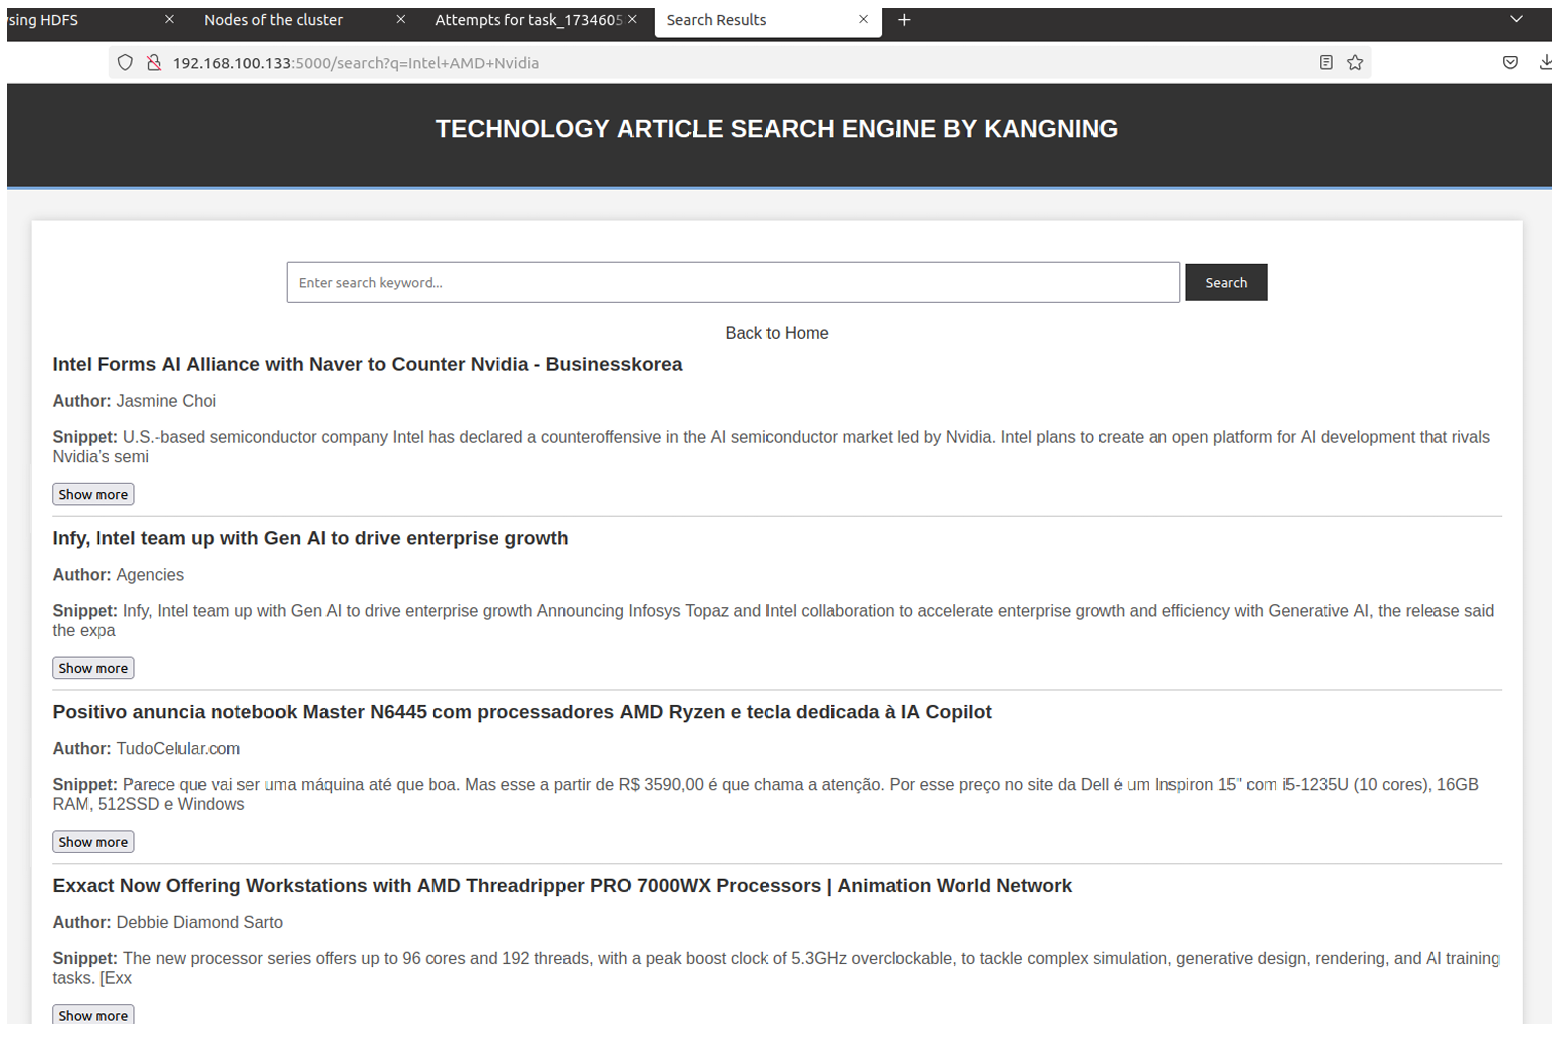 sing HDFS
Nodes of the cluster
Attempts for task_1734605
Search Results
192.168.100.133:5000/search?q=Intel+AMD+Nvidia
TECHNOLOGY ARTICLE SEARCH ENGINE BY KANGNING
Enter search keyword...
Search
Back to Home
Intel Forms AI Alliance with Naver to Counter Nvidia - Businesskorea
Author: Jasmine Choi
Snippet: U.S.-based semiconductor company Intel has declared a counteroffensive in the AI semiconductor market led by Nvidia. Intel plans to create an open platform for AI development that rivals
Nvidia's semi
Show more
Infy, Intel team up with Gen AI to drive enterprise growth
Author: Agencies
Snippet: Infy, Intel team up with Gen AI to drive enterprise growth Announcing Infosys Topaz and Intel collaboration to accelerate enterprise growth and efficiency with Generative AI, the release said
the expa
Show more
Positivo anuncia notebook Master N6445 com processadores AMD Ryzen e tecla dedicada à IA Copilot
Author: TudoCelular.com
Snippet: Parece que vai ser uma máquina até que boa. Mas esse a partir de R$ 3590,00 é que chama a atenção. Por esse preço no site da Dell é um Inspiron 15" com i5-1235U (10 cores), 16GB
RAM, 512SSD e Windows
Show more
Exxact Now Offering Workstations with AMD Threadripper PRO 7000WX Processors | Animation World Network
Author: Debbie Diamond Sarto
Snippet: The new processor series offers up to 96 cores and 192 threads, with a peak boost clock of 5.3GHz overclockable, to tackle complex simulation, generative design, rendering, and AI training
tasks. [Exx
Show more